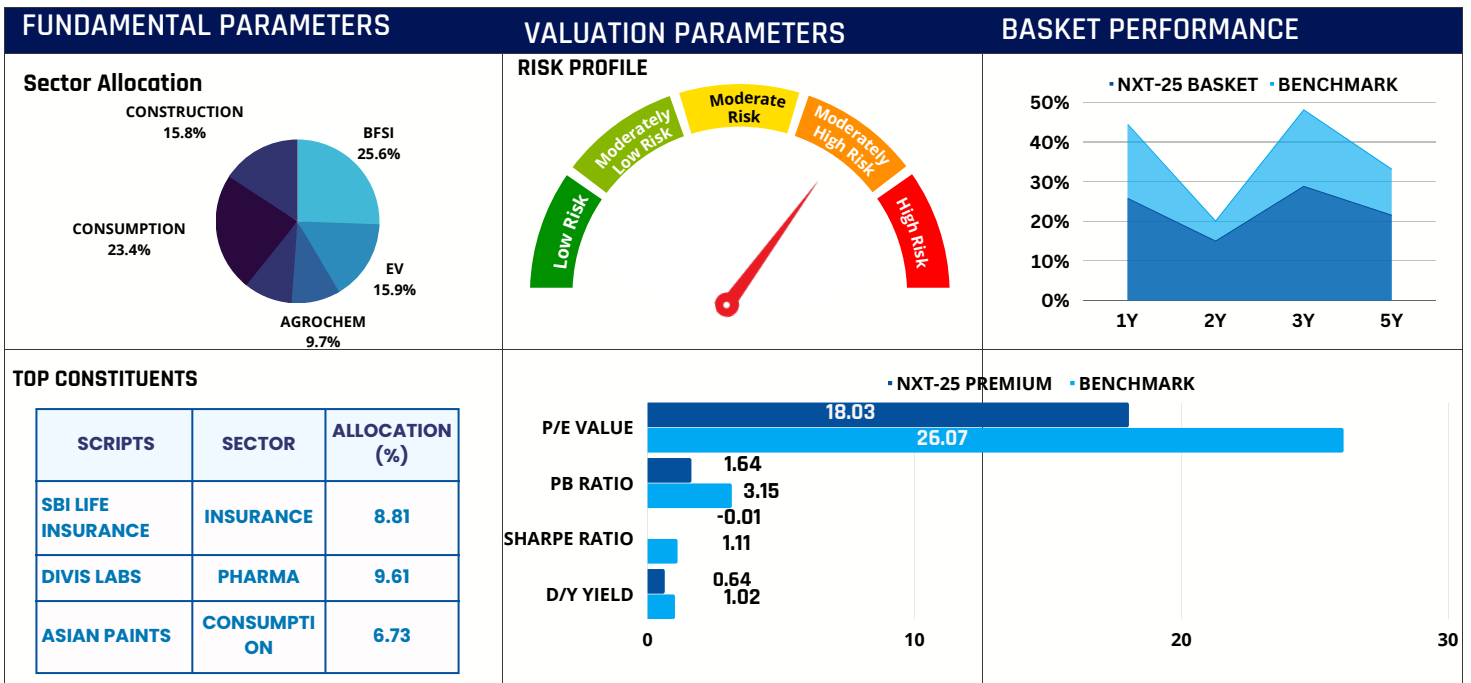 FUNDAMENTAL PARAMETERS
VALUATION PARAMETERS
BASKET PERFORMANCE
Sector Allocation
CONSTRUCTION
15.8%
BFSI
25.6%
CONSUMPTION
23.4%
EV
15.9%
AGROCHEM
9.7%
RISK PROFILE
Low Risk
Moderately
Low Risk
Moderate
Risk
Moderately
High Risk
High Risk
NXT-25 BASKET BENCHMARK
50%
40%
30%
20%
10%
0%
1Y 2Y 3Y 5Y
TOP CONSTITUENTS
SCRIPTS SECTOR ALLOCATION
(%)
SBI LIFE
INSURANCE INSURANCE 8.81
DIVIS LABS PHARMA 9.61
ASIAN PAINTS CONSUMPTI
ON 6.73
NXT-25 PREMIUM BENCHMARK
P/E VALUE 18.03
26.07
PB RATIO 1.64
3.15
SHARPE RATIO -0.01
1.11
D/Y YIELD 0.64
1.02
0 10 20 30